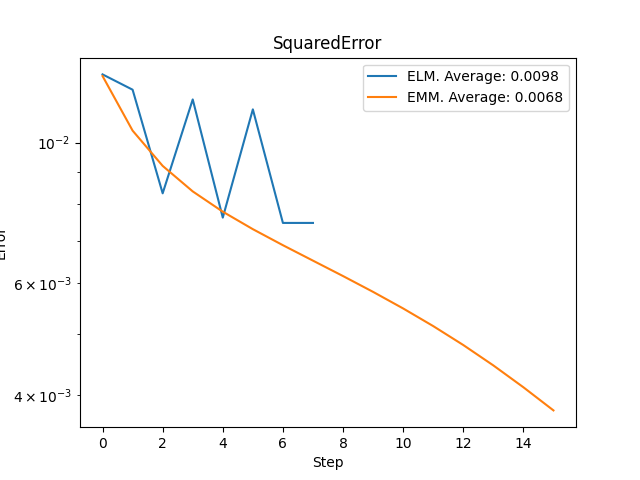 SquaredError
ELM. Average: 0.0098
EMM. Average: 0.0068
10⁻²
6 × 10⁻³
4 × 10⁻³
0 2 4 6 8 10 12 14
Step